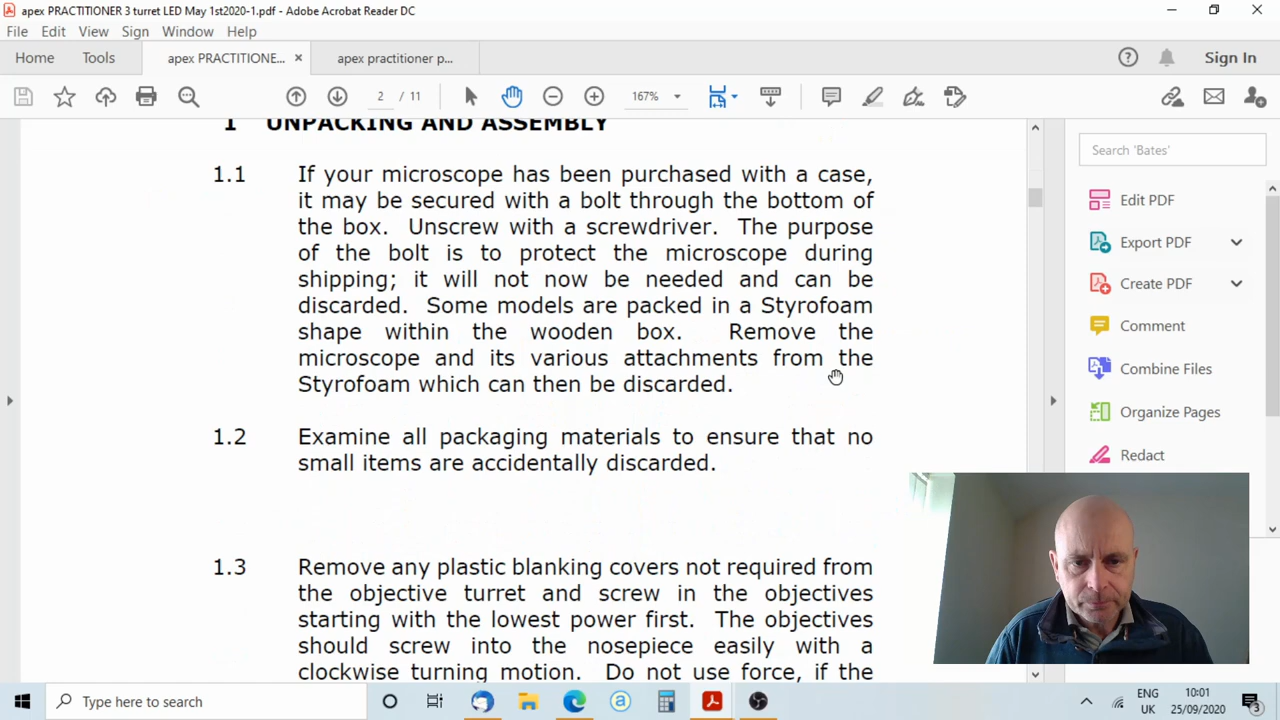 apex PRACTITIONER 3 turret LED May 1st2020-1.pdf - Adobe Acrobat Reader DC
File Edit View Sign Window Help
Home Tools apex PRACTITIONE... × apex practitioner p... Sign In
2 / 11 167%
1 UNPACKING AND ASSEMBLY
1.1 If your microscope has been purchased with a case,
it may be secured with a bolt through the bottom of
the box. Unscrew with a screwdriver. The purpose
of the bolt is to protect the microscope during
shipping; it will not now be needed and can be
discarded. Some models are packed in a Styrofoam
shape within the wooden box. Remove the
microscope and its various attachments from the
Styrofoam which can then be discarded.
1.2 Examine all packaging materials to ensure that no
small items are accidentally discarded.
1.3 Remove any plastic blanking covers not required from
the objective turret and screw in the objectives
starting with the lowest power first. The objectives
should screw into the nosepiece easily with a
clockwise turning motion. Do not use force, if the
Search 'Bates'
Edit PDF
Export PDF
Create PDF
Comment
Combine Files
Organize Pages
Redact
Type here to search
ENG
UK
10:01
25/09/2020
3